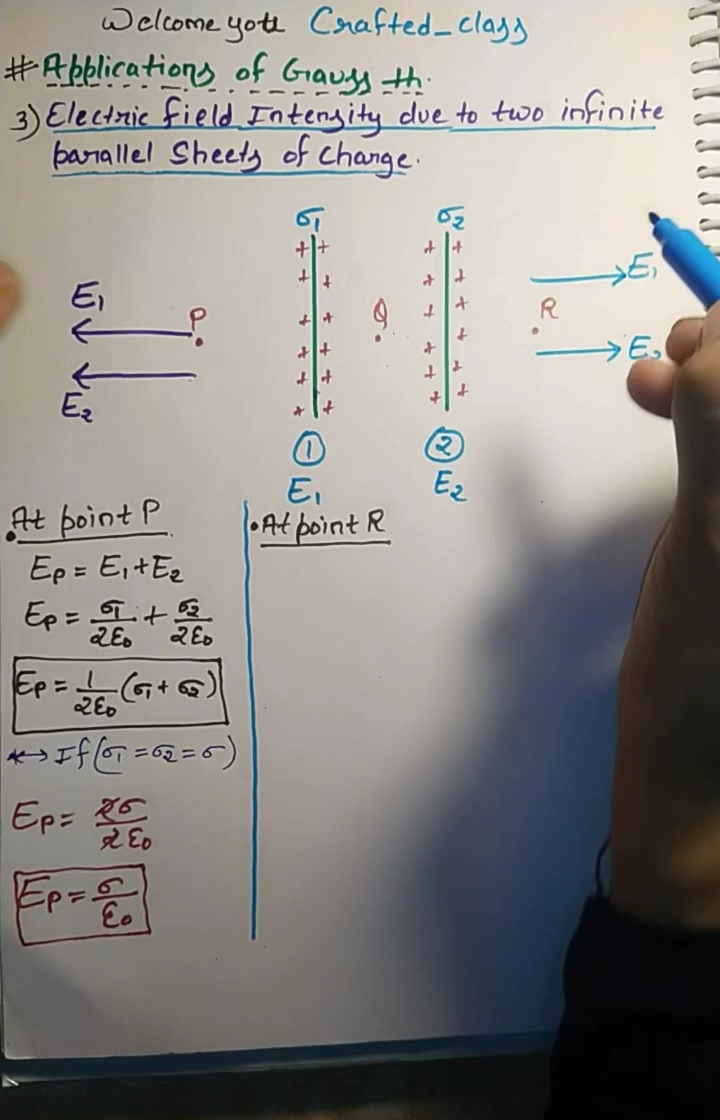 Welcome yote Crafted_class
#Applications of Gauss th.
3) Electric field Intensity due to two infinite
parallel Sheets of Charge.
σ1 σ2
+ + + +
+ + + +
E1 P Q R E1
+ + + +
+ + + +
E2 E2
+ + + +
+ + + +
① ②
E1 E2
•At point P
Ep = E1+E2
Ep = σ1/2ε0 + σ2/2ε0
Ep = 1/2ε0 (σ1 + σ2)
*→ If (σ1 = σ2 = σ)
Ep = 2σ/2ε0
Ep = σ/ε0
•At point R